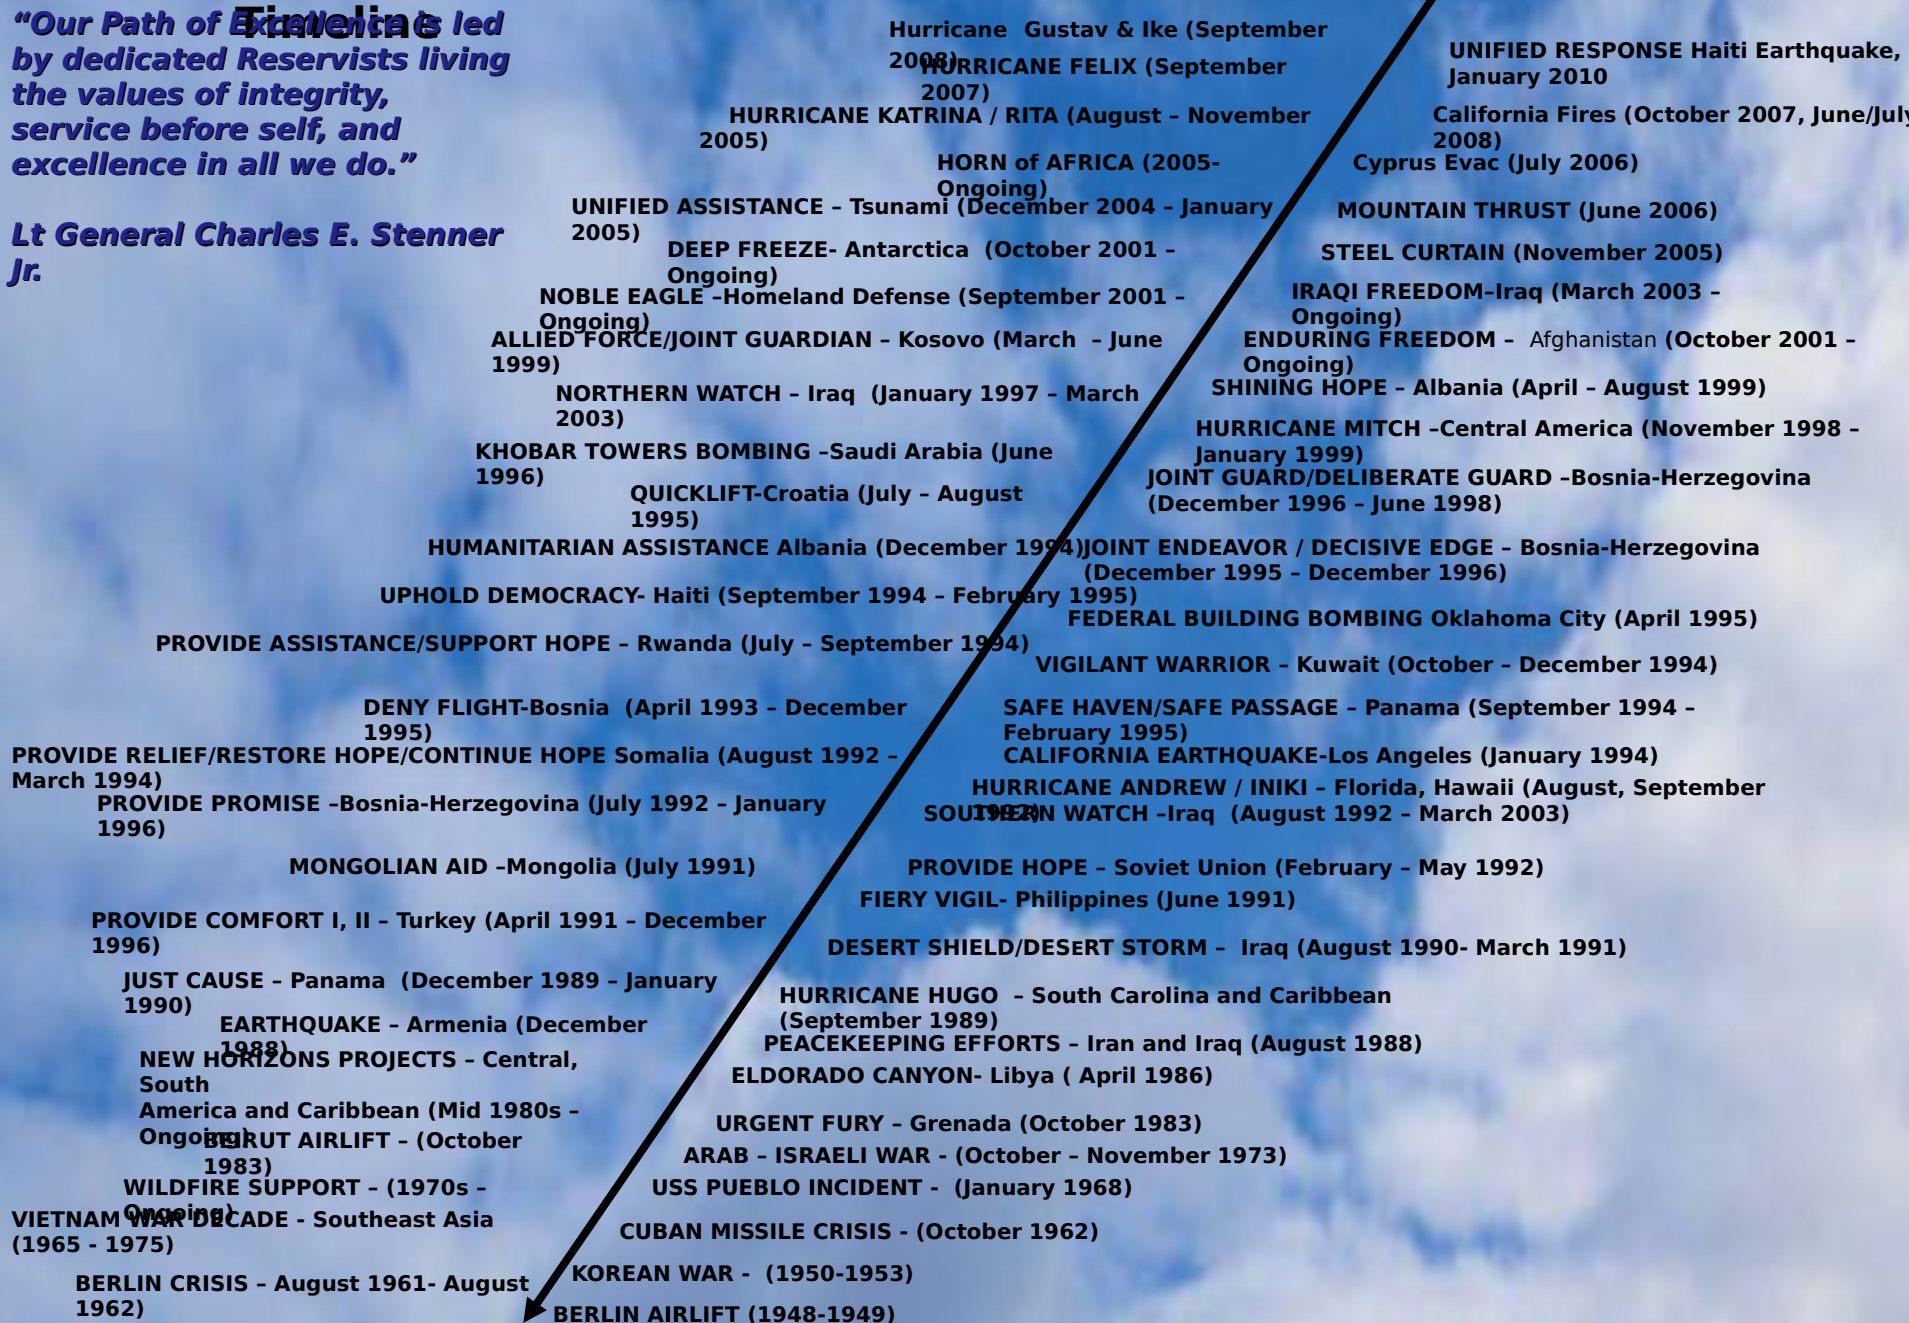 Timeline
“Our Path of Excellence is led
by dedicated Reservists living
the values of integrity,
service before self, and
excellence in all we do.”
Lt General Charles E. Stenner
Jr.
Hurricane  Gustav & Ike (September
2008)
HURRICANE FELIX (September
2007)
HURRICANE KATRINA / RITA (August – November
2005)
HORN of AFRICA (2005-
Ongoing)
UNIFIED ASSISTANCE – Tsunami (December 2004 – January
2005)
DEEP FREEZE- Antarctica  (October 2001 –
Ongoing)
NOBLE EAGLE –Homeland Defense (September 2001 –
Ongoing)
ALLIED FORCE/JOINT GUARDIAN – Kosovo (March  – June
1999)
NORTHERN WATCH – Iraq  (January 1997 – March
2003)
KHOBAR TOWERS BOMBING –Saudi Arabia (June
1996)
QUICKLIFT-Croatia (July – August
1995)
HUMANITARIAN ASSISTANCE Albania (December 1994)
UPHOLD DEMOCRACY- Haiti (September 1994 – February 1995)
PROVIDE ASSISTANCE/SUPPORT HOPE – Rwanda (July – September 1994)
DENY FLIGHT-Bosnia  (April 1993 – December
1995)
PROVIDE RELIEF/RESTORE HOPE/CONTINUE HOPE Somalia (August 1992 –
March 1994)
PROVIDE PROMISE –Bosnia-Herzegovina (July 1992 – January
1996)
MONGOLIAN AID –Mongolia (July 1991)
PROVIDE COMFORT I, II – Turkey (April 1991 – December
1996)
JUST CAUSE – Panama  (December 1989 – January
1990)
EARTHQUAKE – Armenia (December
1988)
NEW HORIZONS PROJECTS – Central,
South
America and Caribbean (Mid 1980s –
Ongoing)
BEIRUT AIRLIFT – (October
1983)
WILDFIRE SUPPORT – (1970s –
Ongoing)
VIETNAM WAR DECADE - Southeast Asia
(1965 - 1975)
BERLIN CRISIS – August 1961- August
1962)
UNIFIED RESPONSE Haiti Earthquake,
January 2010
California Fires (October 2007, June/July
2008)
Cyprus Evac (July 2006)
MOUNTAIN THRUST (June 2006)
STEEL CURTAIN (November 2005)
IRAQI FREEDOM–Iraq (March 2003 –
Ongoing)
ENDURING FREEDOM –  Afghanistan (October 2001 –
Ongoing)
SHINING HOPE – Albania (April – August 1999)
HURRICANE MITCH –Central America (November 1998 –
January 1999)
JOINT GUARD/DELIBERATE GUARD –Bosnia-Herzegovina
(December 1996 – June 1998)
JOINT ENDEAVOR / DECISIVE EDGE – Bosnia-Herzegovina
(December 1995 – December 1996)
FEDERAL BUILDING BOMBING Oklahoma City (April 1995)
VIGILANT WARRIOR – Kuwait (October – December 1994)
SAFE HAVEN/SAFE PASSAGE – Panama (September 1994 –
February 1995)
CALIFORNIA EARTHQUAKE-Los Angeles (January 1994)
HURRICANE ANDREW / INIKI – Florida, Hawaii (August, September
1992)
SOUTHERN WATCH –Iraq  (August 1992 – March 2003)
PROVIDE HOPE – Soviet Union (February – May 1992)
FIERY VIGIL- Philippines (June 1991)
DESERT SHIELD/DESERT STORM –  Iraq (August 1990- March 1991)
HURRICANE HUGO  – South Carolina and Caribbean
(September 1989)
PEACEKEEPING EFFORTS – Iran and Iraq (August 1988)
ELDORADO CANYON- Libya ( April 1986)
URGENT FURY – Grenada (October 1983)
ARAB – ISRAELI WAR - (October – November 1973)
USS PUEBLO INCIDENT -  (January 1968)
CUBAN MISSILE CRISIS - (October 1962)
KOREAN WAR -  (1950-1953)
BERLIN AIRLIFT (1948-1949)